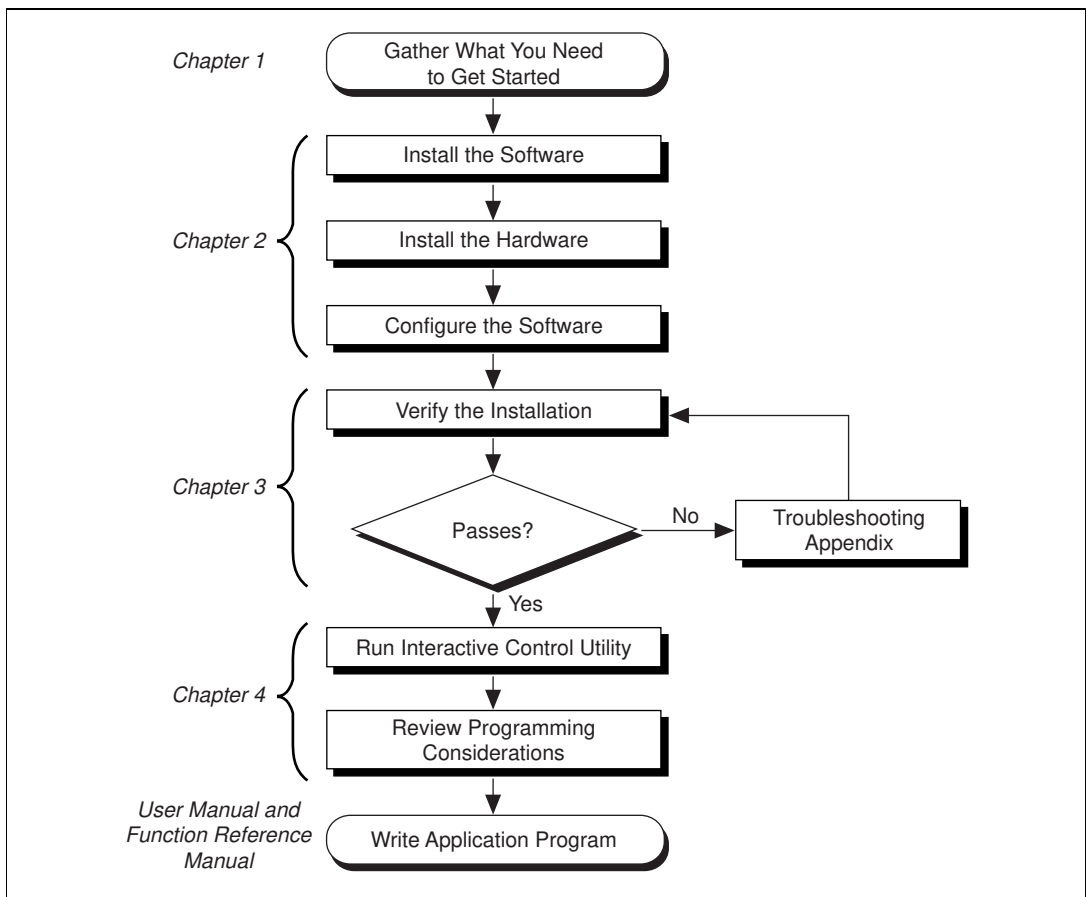 Chapter 1
Gather What You Need
to Get Started
Install the Software
Chapter 2
Install the Hardware
Configure the Software
Verify the Installation
Chapter 3
Passes?
No
Troubleshooting
Appendix
Yes
Run Interactive Control Utility
Chapter 4
Review Programming
Considerations
User Manual and
Function Reference
Manual
Write Application Program